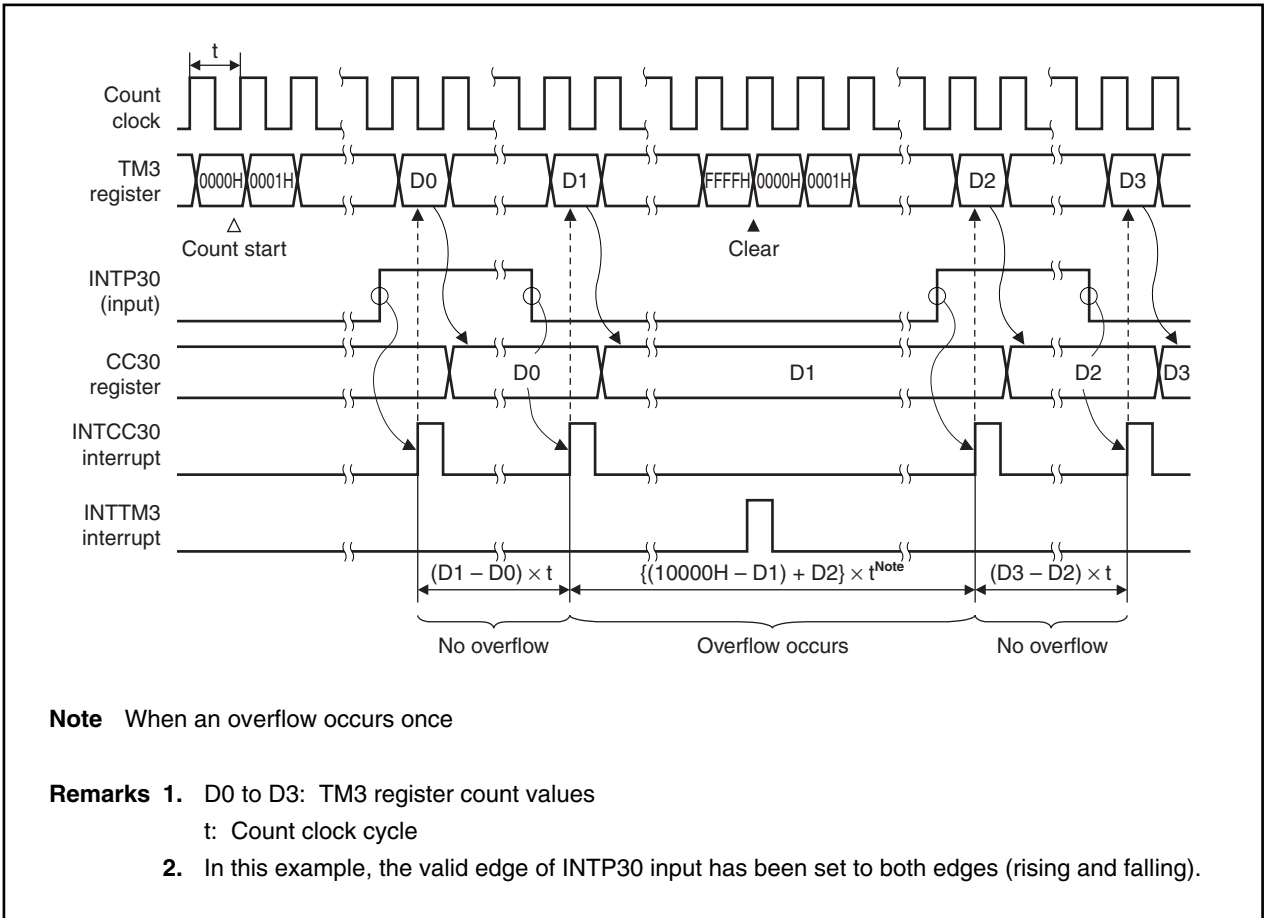 t
Count
clock
TM3
register
0000H 0001H D0 D1 FFFFH 0000H 0001H D2 D3
Count start
Clear
INTP30
(input)
CC30
register
D0 D1 D2 D3
INTCC30
interrupt
INTTM3
interrupt
(D1 – D0) × t {(10000H – D1) + D2} × tNote (D3 – D2) × t
No overflow Overflow occurs No overflow
Note When an overflow occurs once
Remarks 1. D0 to D3: TM3 register count values
t: Count clock cycle
2. In this example, the valid edge of INTP30 input has been set to both edges (rising and falling).